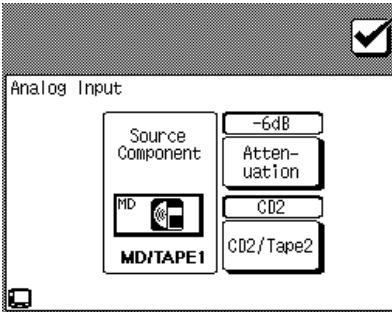 Analog Input
Source
Component
MD
MD/TAPE1
-6dB
Atten-
uation
CD2
CD2/Tape2